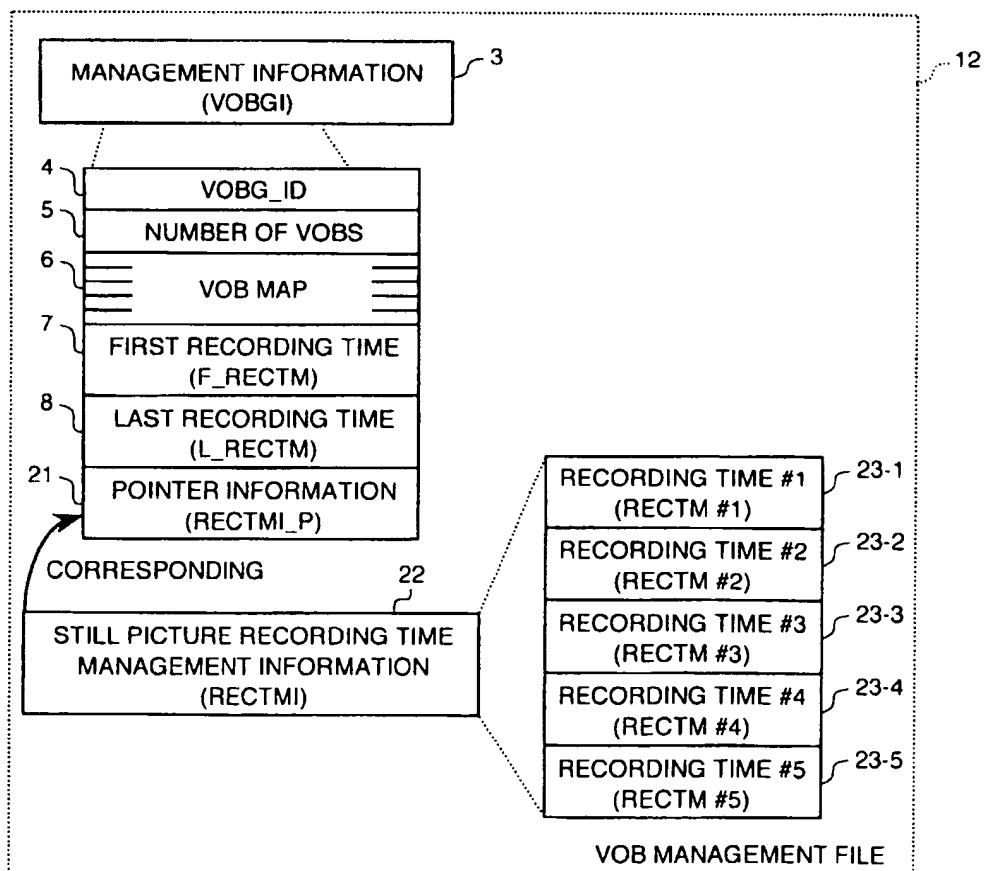 MANAGEMENT INFORMATION
(VOBGI)
3
12
4
VOBG_ID
5
NUMBER OF VOBS
6
VOB MAP
7
FIRST RECORDING TIME
(F_RECTM)
8
LAST RECORDING TIME
(L_RECTM)
21
POINTER INFORMATION
(RECTMI_P)
CORRESPONDING
22
STILL PICTURE RECORDING TIME
MANAGEMENT INFORMATION
(RECTMI)
RECORDING TIME #1
(RECTM #1)
23-1
RECORDING TIME #2
(RECTM #2)
23-2
RECORDING TIME #3
(RECTM #3)
23-3
RECORDING TIME #4
(RECTM #4)
23-4
RECORDING TIME #5
(RECTM #5)
23-5
VOB MANAGEMENT FILE